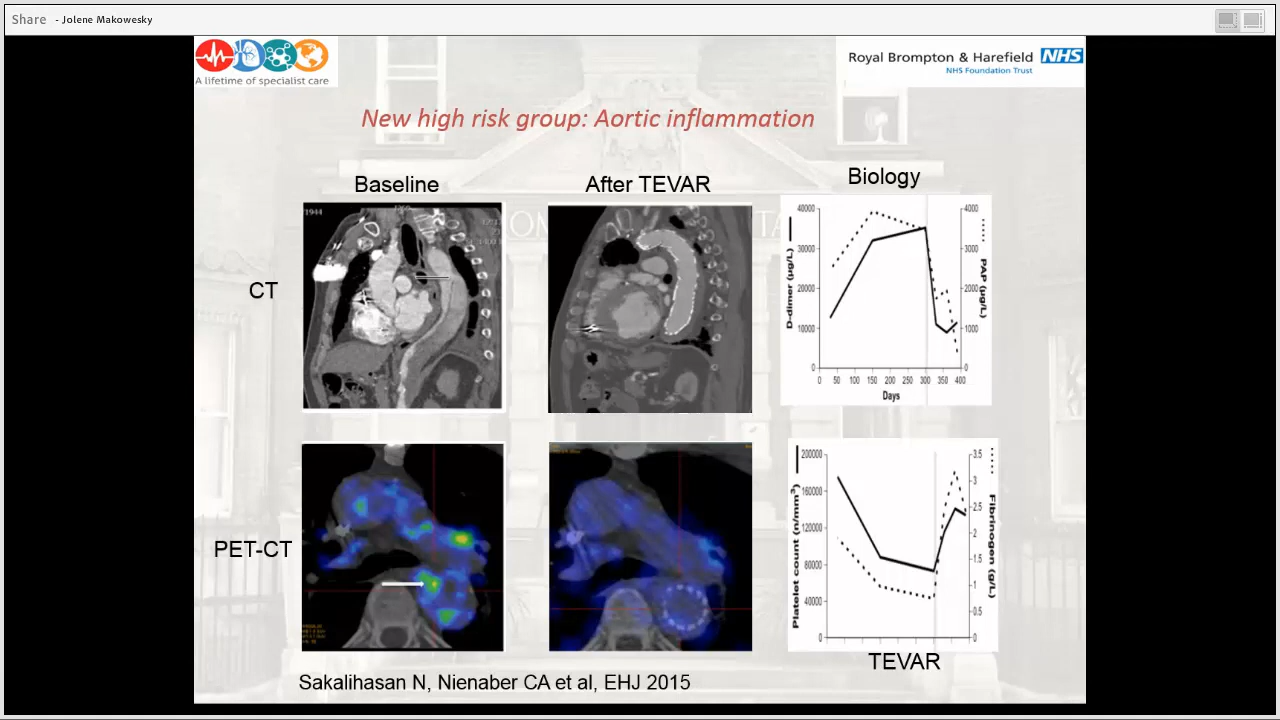 Share - Jolene Makowesky
A lifetime of specialist care
Royal Brompton & Harefield NHS
NHS Foundation Trust
New high risk group: Aortic inflammation
Baseline
After TEVAR
Biology
1944
CT
D-dimer (µg/L)
40000
30000
20000
10000
0
4000
3000
2000
1000
0
PAP (µg/L)
0 50 100 150 200 250 300 350 400
Days
PET-CT
Platelet count (n/mm³)
200000
160000
120000
80000
40000
0
3.5
3
2.5
2
1.5
1
0.5
0
Fibrinogen (g/L)
TEVAR
Sakalihasan N, Nienaber CA et al, EHJ 2015